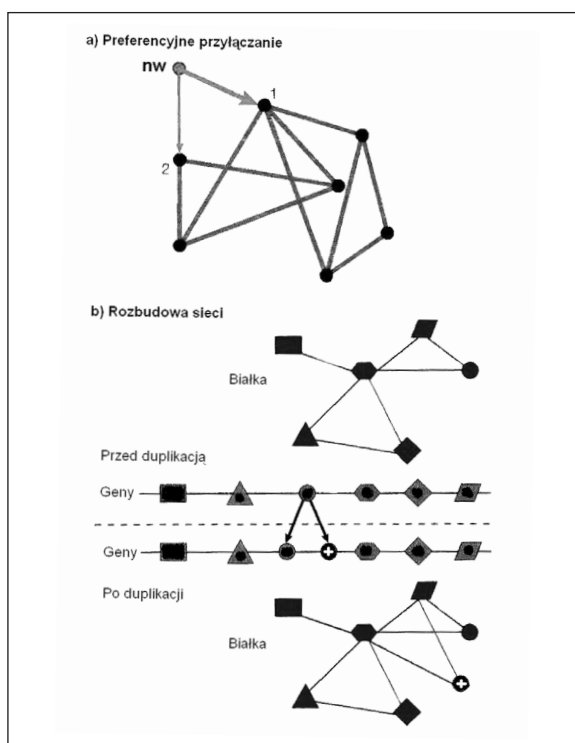 a) Preferencyjne przyłączanie
nw
1
2
b) Rozbudowa sieci
Białka
Przed duplikacją
Geny
Geny
Po duplikacji
Białka